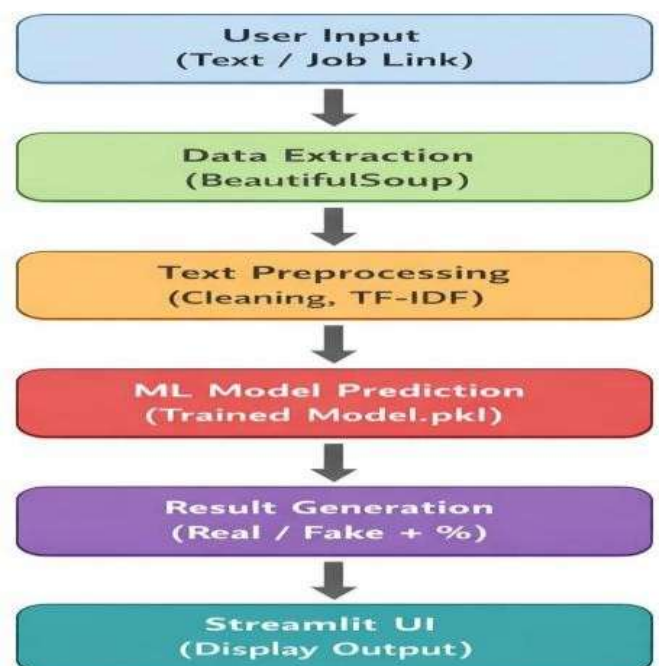 User Input
(Text / Job Link)
Data Extraction
(BeautifulSoup)
Text Preprocessing
(Cleaning, TF-IDF)
ML Model Prediction
(Trained Model.pkl)
Result Generation
(Real / Fake + %)
Streamlit UI
(Display Output)